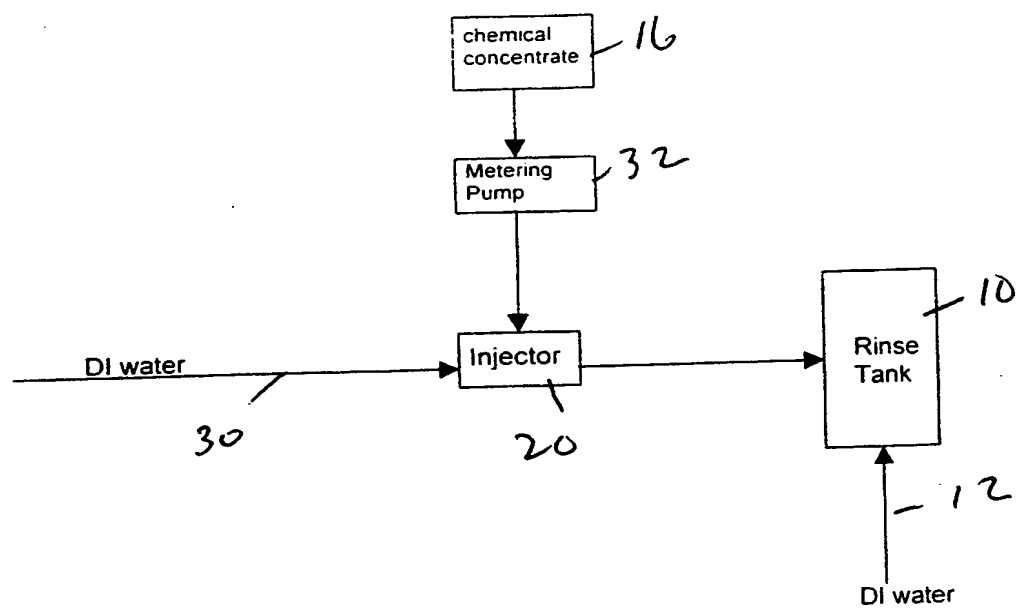 chemical
concentrate
16
Metering
Pump
32
Injector
20
DI water
30
Rinse
Tank
10
12
DI water